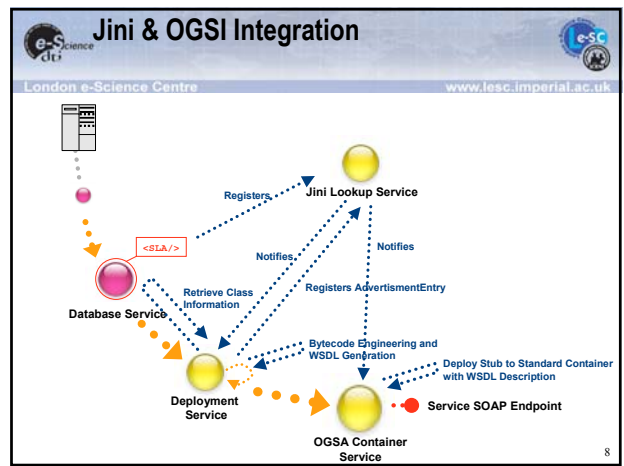 e-Science
dti
Jini & OGSI Integration
e-SC
London e-Science Centre
www.lesc.imperial.ac.uk
Registers
Jini Lookup Service
<SLA/>
Notifies
Notifies
Retrieve Class
Information
Registers AdvertismentEntry
Database Service
Bytecode Engineering and
WSDL Generation
Deploy Stub to Standard Container
with WSDL Description
Deployment
Service
Service SOAP Endpoint
OGSA Container
Service
8